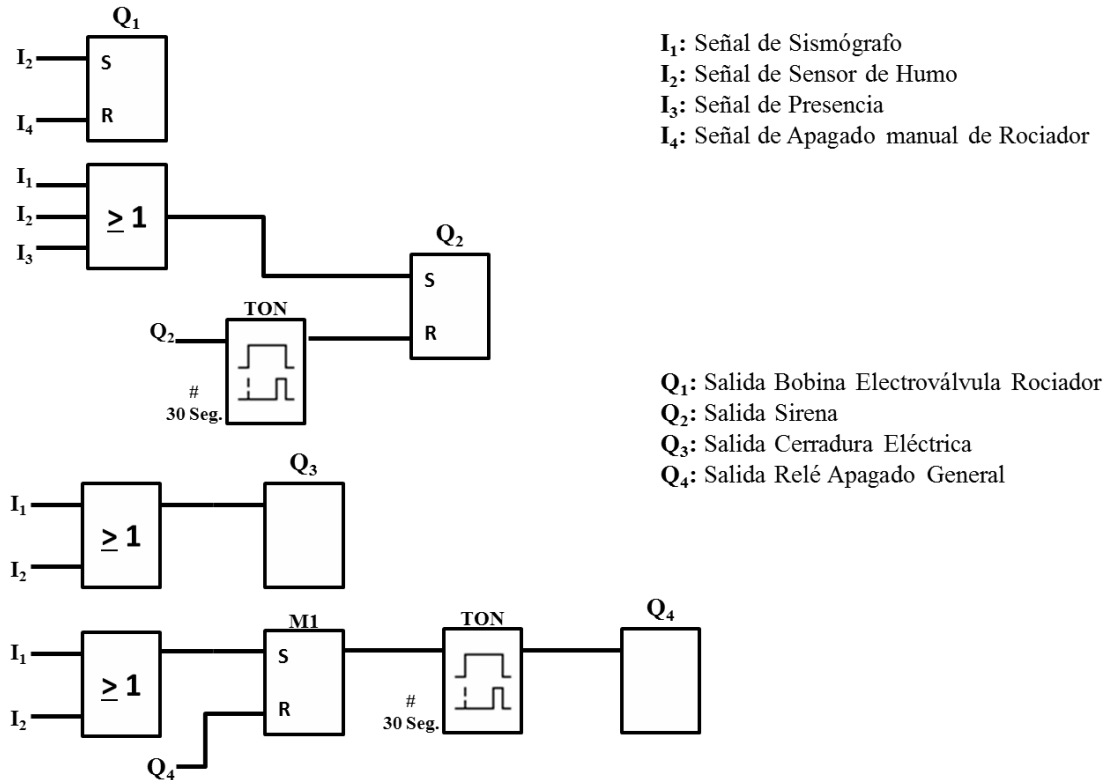 Q1
I2
S
I4
R
I1
I2
≥ 1
I3
Q2
S
TON
Q2
R
#
30 Seg.
Q3
I1
≥ 1
I2
M1
TON
Q4
I1
S
≥ 1
I2
R
#
30 Seg.
Q4
I1: Señal de Sismógrafo
I2: Señal de Sensor de Humo
I3: Señal de Presencia
I4: Señal de Apagado manual de Rociador
Q1: Salida Bobina Electroválvula Rociador
Q2: Salida Sirena
Q3: Salida Cerradura Eléctrica
Q4: Salida Relé Apagado General